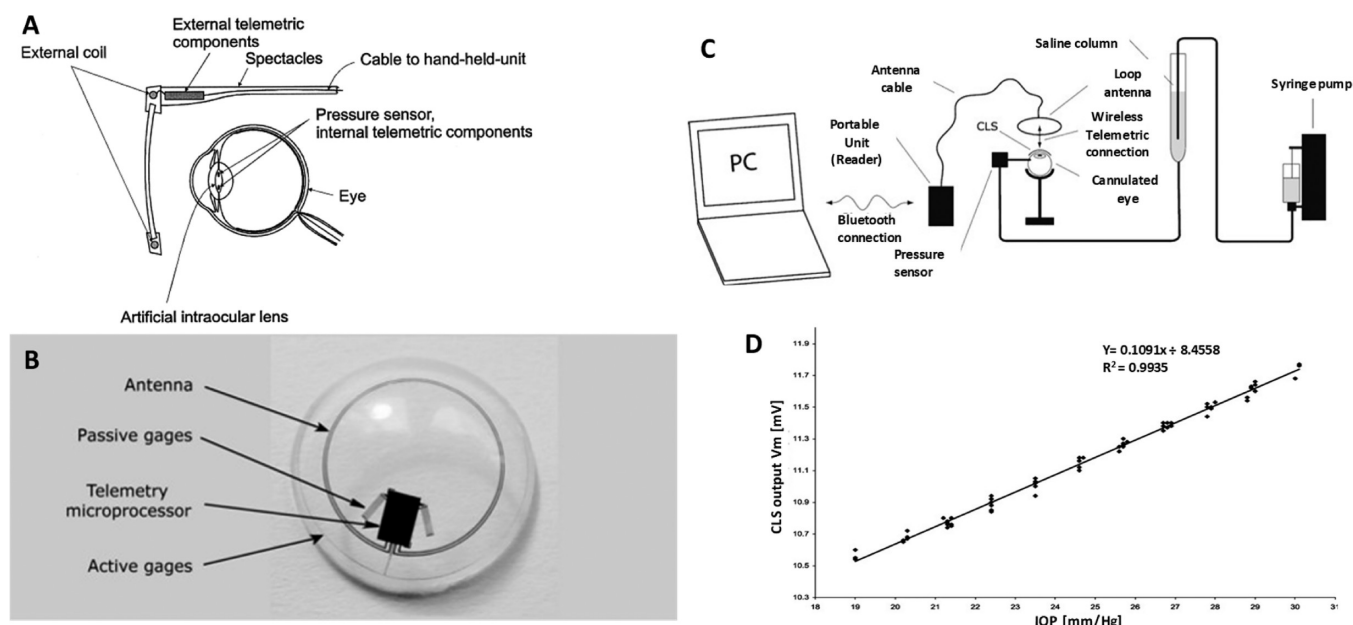 A
External telemetric
components
External coil
Spectacles
Cable to hand-held-unit
Pressure sensor,
internal telemetric components
Eye
Artificial intraocular lens
B
Antenna
Passive gages
Telemetry
microprocessor
Active gages
C
Saline column
Antenna
cable
Loop
antenna
Syringe pump
Portable
Unit
(Reader)
CLS
Wireless
Telemetric
connection
PC
Cannulated
eye
Bluetooth
connection
Pressure
sensor
D
Y= 0.1091x ÷ 8.4558
R² = 0.9935
CLS output Vm [mV]
11.9
11.7
11.5
11.3
11.1
10.9
10.7
10.5
10.3
18 19 20 21 22 23 24 25 26 27 28 29 30 31
IOP [mm/Hg]